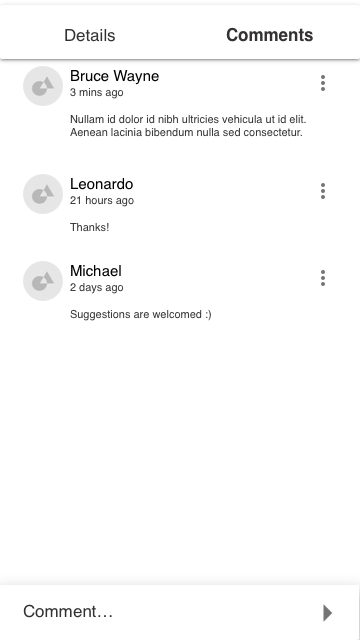 Details
Comments
Bruce Wayne
3 mins ago
Nullam id dolor id nibh ultricies vehicula ut id elit.
Aenean lacinia bibendum nulla sed consectetur.
Leonardo
21 hours ago
Thanks!
Michael
2 days ago
Suggestions are welcomed :)
Comment…